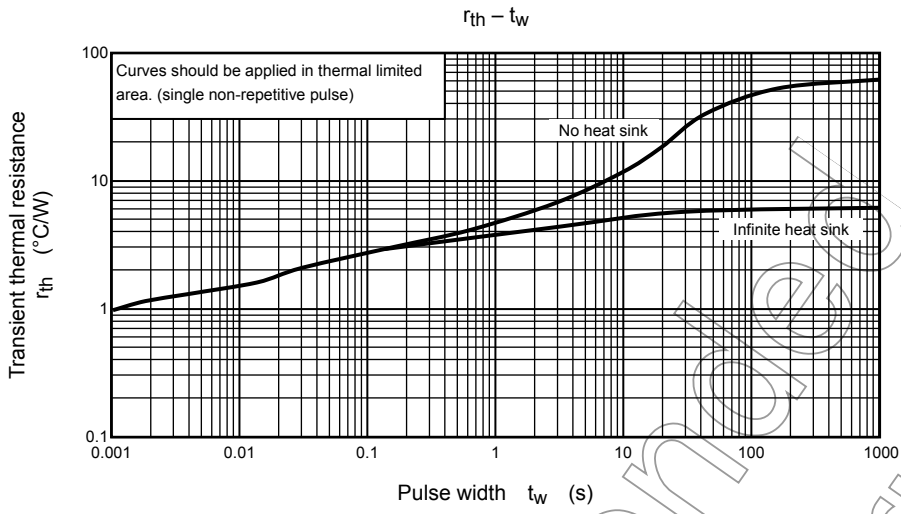 rth – tw
Curves should be applied in thermal limited
area. (single non-repetitive pulse)
No heat sink
Infinite heat sink
Transient thermal resistance
rth (°C/W)
100
10
1
0.1
0.001 0.01 0.1 1 10 100 1000
Pulse width tw (s)